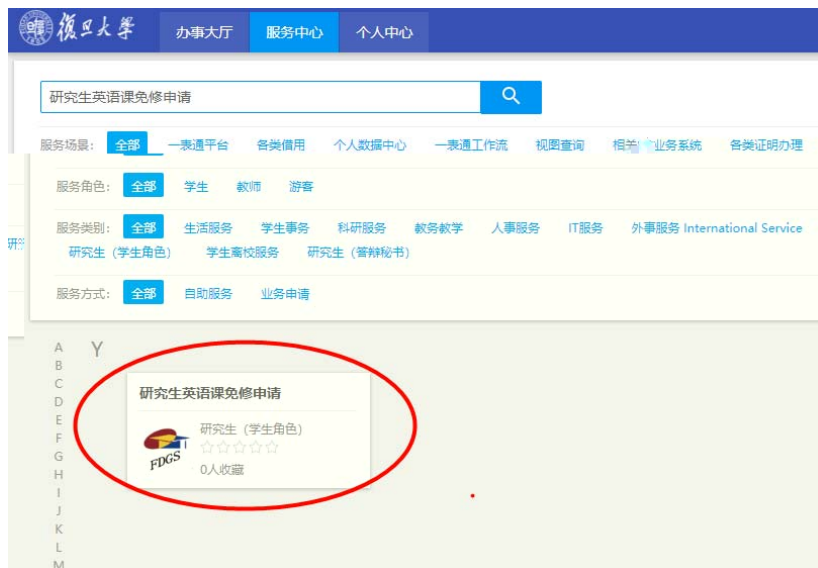 復旦大學 办事大厅 服务中心 个人中心
研究生英语课免修申请
服务场景: 全部 一表通平台 各类借用 个人数据中心 一表通工作流 视图查询 相关 业务系统 各类证明办理
服务角色: 全部 学生 教师 游客
服务类别: 全部 生活服务 学生事务 科研服务 教务教学 人事服务 IT服务 外事服务 International Service
研究生 (学生角色) 学生离校服务 研究生 (答辩秘书)
服务方式: 全部 自助服务 业务申请
A Y
B
C
研究生英语课免修申请
D
E
研究生 (学生角色)
F
G
FDGS
0人收藏
H
I
J
K
L
M